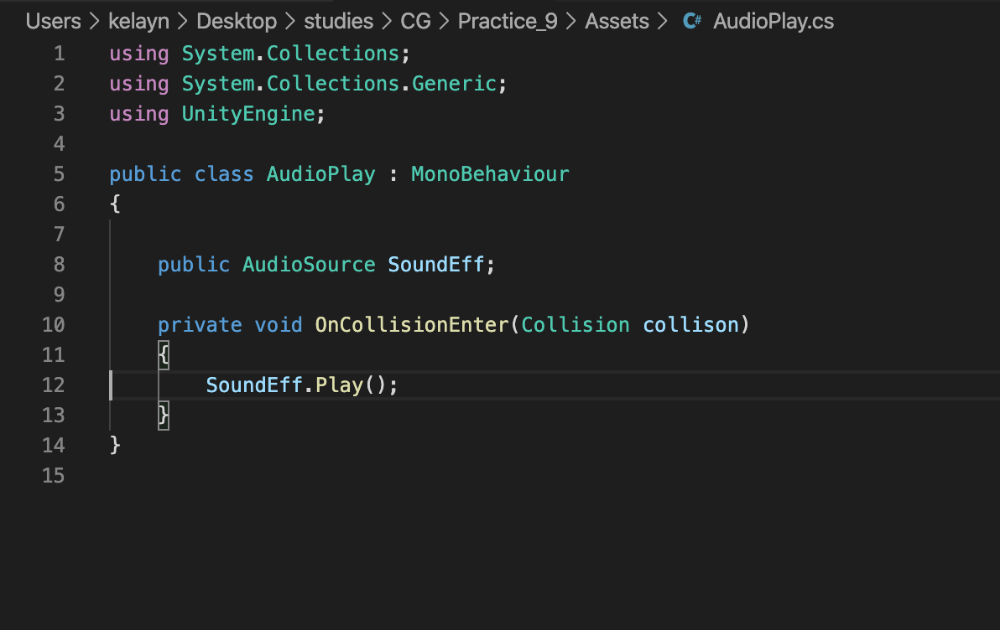 Users > kelayn > Desktop > studies > CG > Practice_9 > Assets > C# AudioPlay.cs
1 using System.Collections;
2 using System.Collections.Generic;
3 using UnityEngine;
4
5 public class AudioPlay : MonoBehaviour
6 {
7
8     public AudioSource SoundEff;
9
10     private void OnCollisionEnter(Collision collison)
11     {
12         SoundEff.Play();
13     }
14 }
15